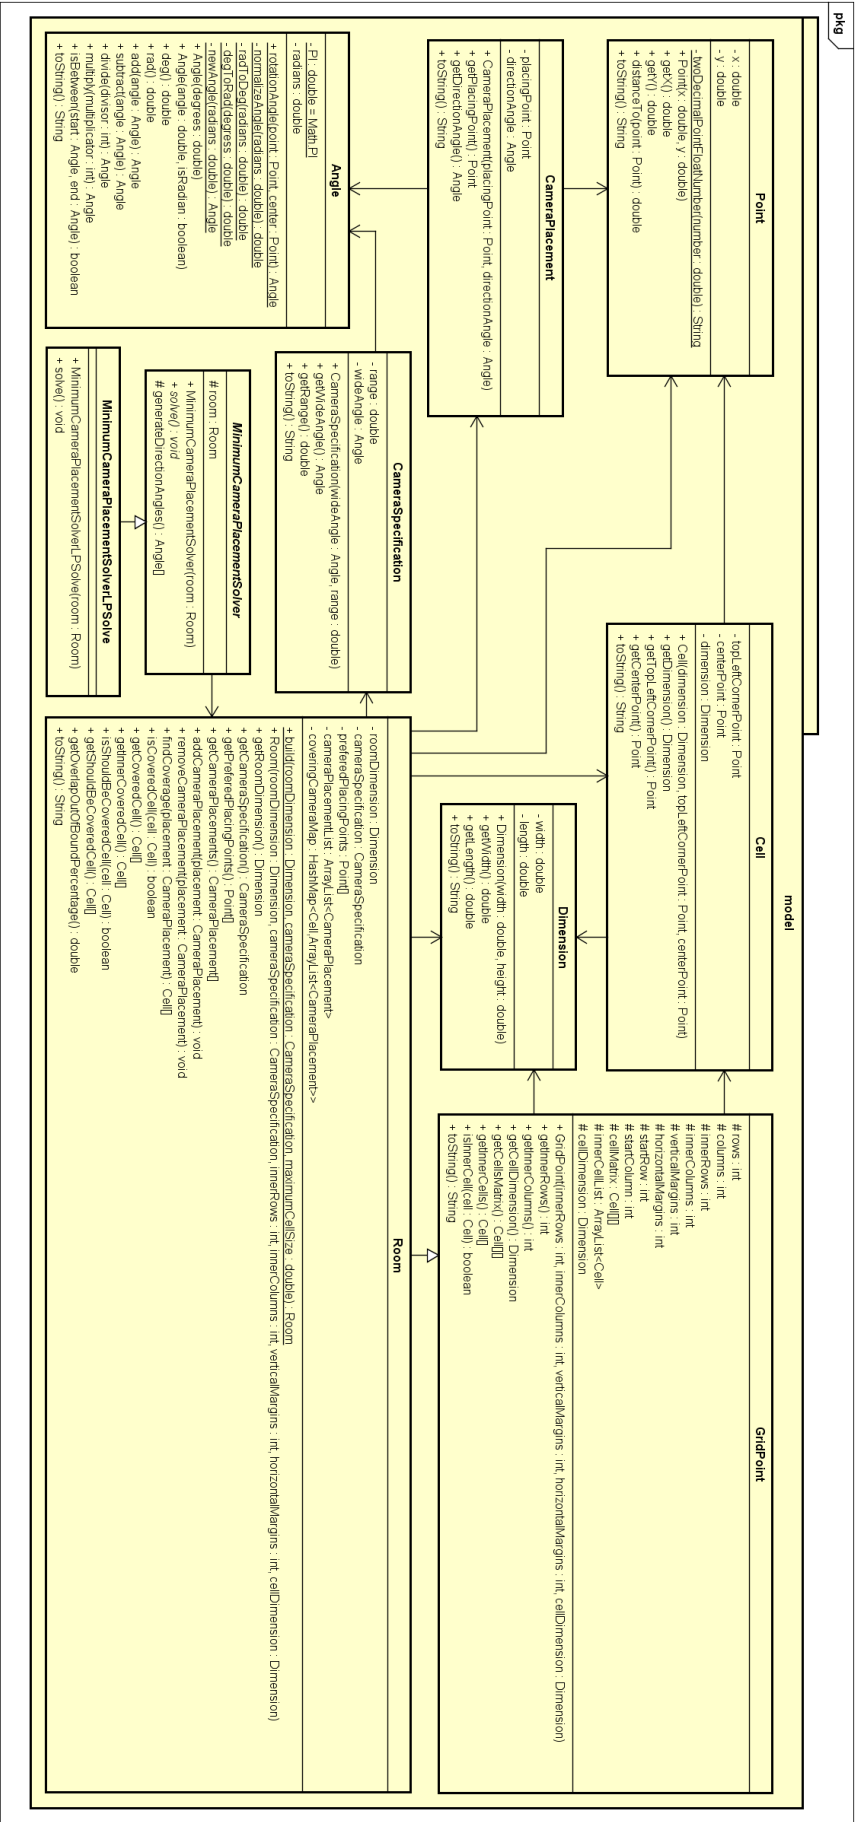 pkg
model
Point
- x : double
- y : double
- twoDecimalPointFloatNumber(number : double) : String
+ Point(x : double, y : double)
+ getX() : double
+ getY() : double
+ distanceTo(point : Point) : double
+ toString() : String
Cell
- topLeftCornerPoint : Point
- centerPoint : Point
- dimension : Dimension
+ Cell(dimension : Dimension, topLeftCornerPoint : Point, centerPoint : Point)
+ getDimension() : Dimension
+ getTopLeftCornerPoint() : Point
+ getCenterPoint() : Point
+ toString() : String
GridPoint
# rows : int
# columns : int
# innerRows : int
# innerColumns : int
# verticalMargins : int
# horizontalMargins : int
# startRow : int
# startColumn : int
# cellMatrix : Cell[][]
# innerCellList : ArrayList<Cell>
# cellDimension : Dimension
+ GridPoint(innerRows : int, innerColumns : int, verticalMargins : int, horizontalMargins : int, cellDimension : Dimension)
+ getInnerRows() : int
+ getInnerColumns() : int
+ getCellDimension() : Dimension
+ getCellsMatrix() : Cell[][]
+ getInnerCells() : Cell[]
+ isInnerCell(cell : Cell) : boolean
+ toString() : String
CameraPlacement
- placingPoint : Point
- directionAngle : Angle
+ CameraPlacement(placingPoint : Point, directionAngle : Angle)
+ getPlacingPoint() : Point
+ getDirectionAngle() : Angle
+ toString() : String
Dimension
- width : double
- length : double
+ Dimension(width : double, height : double)
+ getWidth() : double
+ getLength() : double
+ toString() : String
Angle
- PI : double = Math.PI
- radians : double
+ rotationAngle(point : Point, center : Point) : Angle
- normalizeAngle(radians : double) : double
- radToDeg(radians : double) : double
- degToRad(degress : double) : double
- newAngle(radians : double) : Angle
+ Angle(degrees : double)
+ Angle(angle : double, isRadian : boolean)
+ deg() : double
+ rad() : double
+ add(angle : Angle) : Angle
+ subtract(angle : Angle) : Angle
+ divide(divisor : int) : Angle
+ multiply(multiplicator : int) : Angle
+ isBetween(start : Angle, end : Angle) : boolean
+ toString() : String
CameraSpecification
- range : double
- wideAngle : Angle
+ CameraSpecification(wideAngle : Angle, range : double)
+ getWideAngle() : Angle
+ getRange() : double
+ toString() : String
MinimumCameraPlacementSolver
# room : Room
+ MinimumCameraPlacementSolver(room : Room)
+ solve() : void
# generateDirectionAngles() : Angle[]
MinimumCameraPlacementSolverLPSolve
+ MinimumCameraPlacementSolverLPSolve(room : Room)
+ solve() : void
Room
- roomDimension : Dimension
- cameraSpecification : CameraSpecification
- preferedPlacingPoints : Point[]
- cameraPlacementList : ArrayList<CameraPlacement>
- coveringCameraMap : HashMap<Cell,ArrayList<CameraPlacement>>
+ build(roomDimension : Dimension, cameraSpecification : CameraSpecification, maximumCellSize : double) : Room
+ Room(roomDimension : Dimension, cameraSpecification : CameraSpecification, innerRows : int, innerColumns : int, verticalMargins : int, horizontalMargins : int, cellDimension : Dimension)
+ getRoomDimension() : Dimension
+ getCameraSpecification() : CameraSpecification
+ getPreferedPlacingPoints() : Point[]
+ getCameraPlacements() : CameraPlacement[]
+ addCameraPlacement(placement : CameraPlacement) : void
+ removeCameraPlacement(placement : CameraPlacement) : void
+ findCoverage(placement : CameraPlacement) : Cell[]
+ isCoveredCell(cell : Cell) : boolean
+ getCoveredCell() : Cell[]
+ getInnerCoveredCell() : Cell[]
+ isShouldBeCoveredCell(cell : Cell) : boolean
+ getShouldBeCoveredCell() : Cell[]
+ getOverlapOutOfBoundPercentage() : double
+ toString() : String